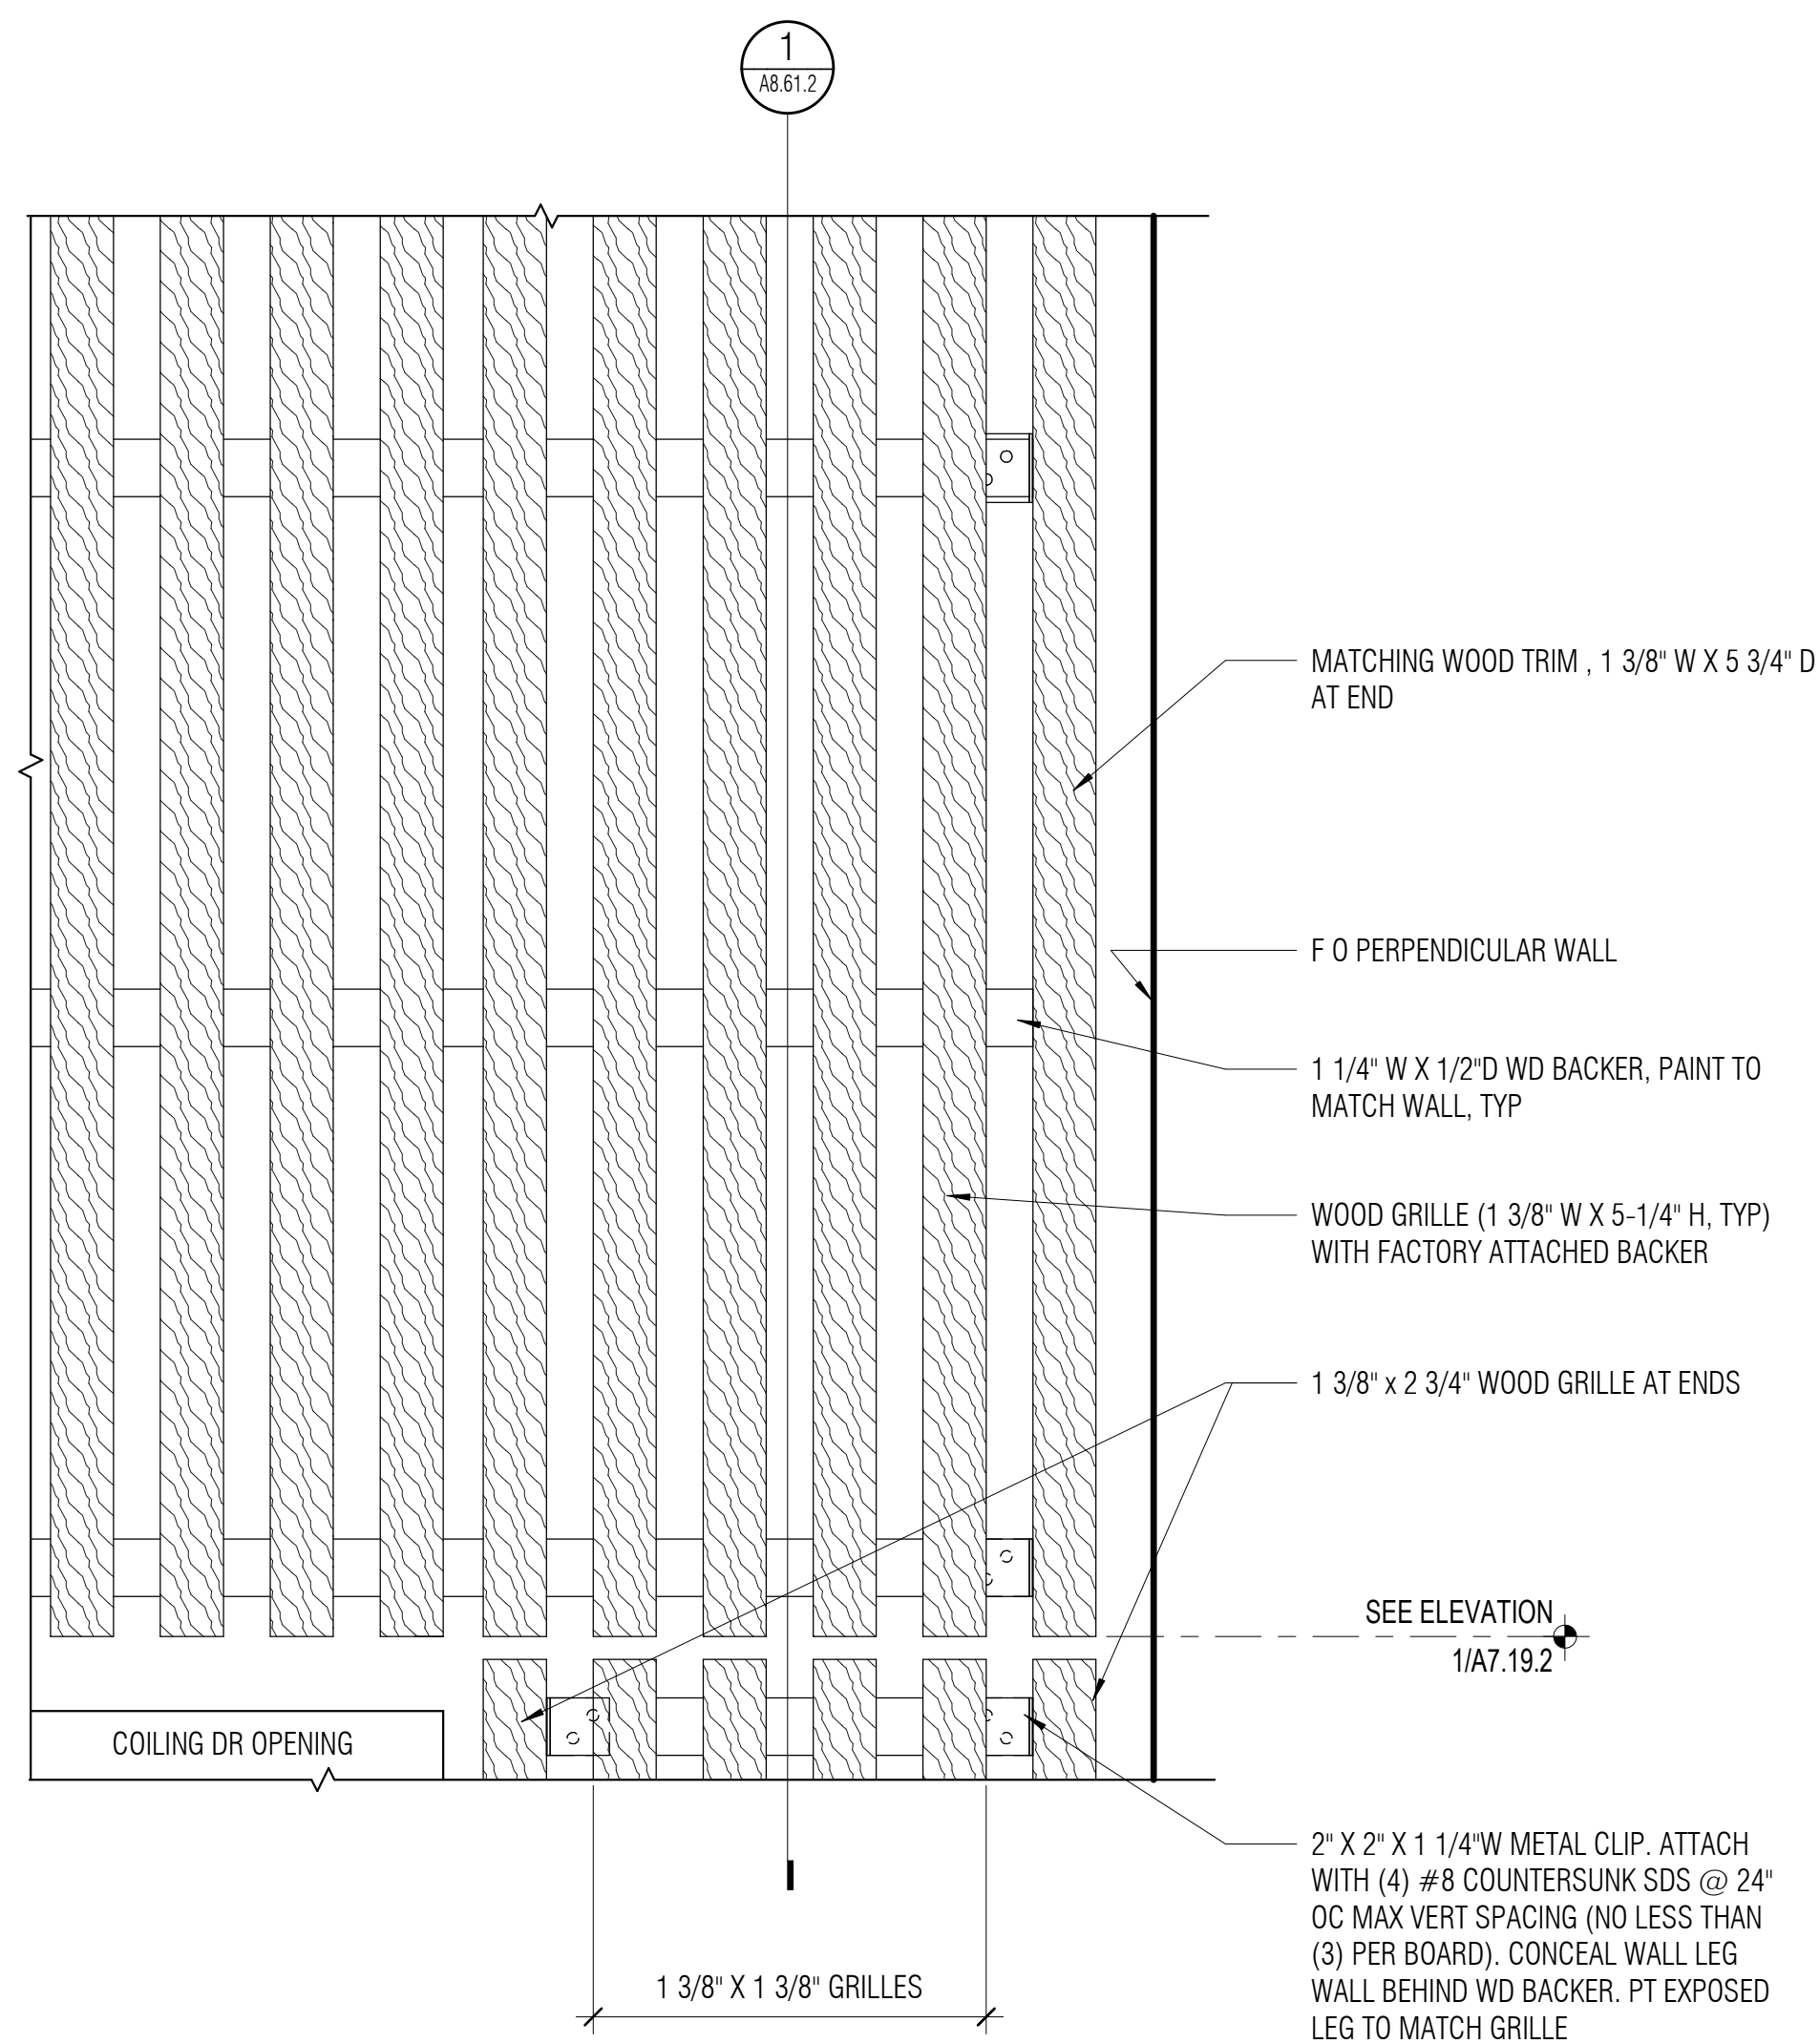 1
A8.61.2
MATCHING WOOD TRIM , 1 3/8" W X 5 3/4" D
AT END
F O PERPENDICULAR WALL
1 1/4" W X 1/2"D WD BACKER, PAINT TO
MATCH WALL, TYP
WOOD GRILLE (1 3/8" W X 5-1/4" H, TYP)
WITH FACTORY ATTACHED BACKER
1 3/8" x 2 3/4" WOOD GRILLE AT ENDS
SEE ELEVATION
1/A7.19.2
COILING DR OPENING
2" X 2" X 1 1/4"W METAL CLIP. ATTACH
WITH (4) #8 COUNTERSUNK SDS @ 24"
OC MAX VERT SPACING (NO LESS THAN
(3) PER BOARD). CONCEAL WALL LEG
WALL BEHIND WD BACKER. PT EXPOSED
LEG TO MATCH GRILLE
1 3/8" X 1 3/8" GRILLES